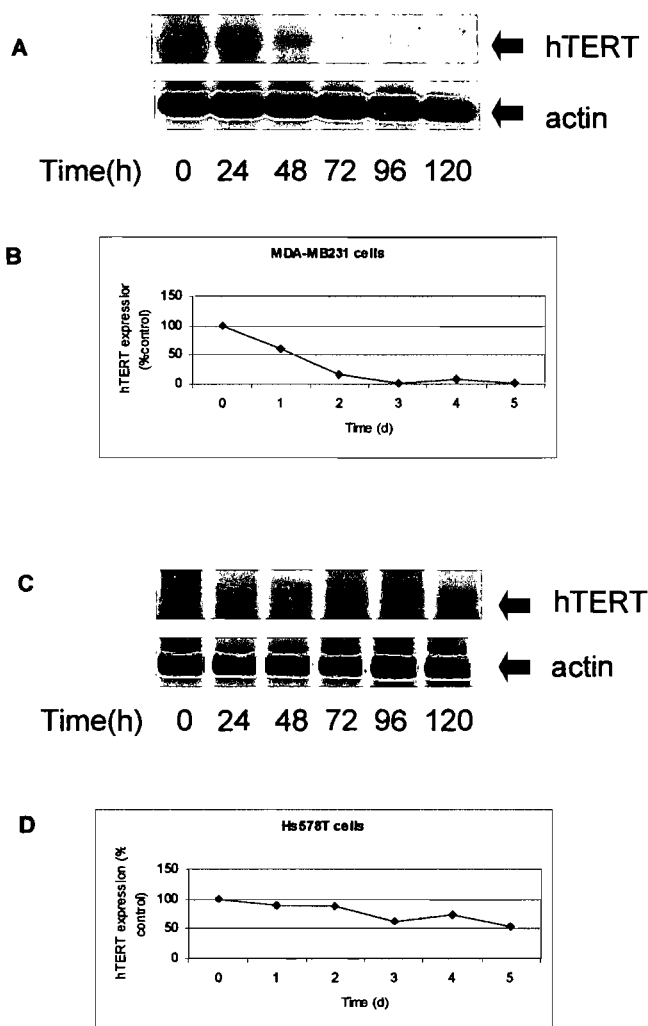 A
hTERT
actin
Time(h) 0 24 48 72 96 120
B
MDA-MB231 cells
hTERT expression
(%control)
150
100
50
0
0 1 2 3 4 5
Time (d)
C
hTERT
actin
Time(h) 0 24 48 72 96 120
D
Hs578T cells
hTERT expression (%
control)
150
100
50
0
0 1 2 3 4 5
Time (d)